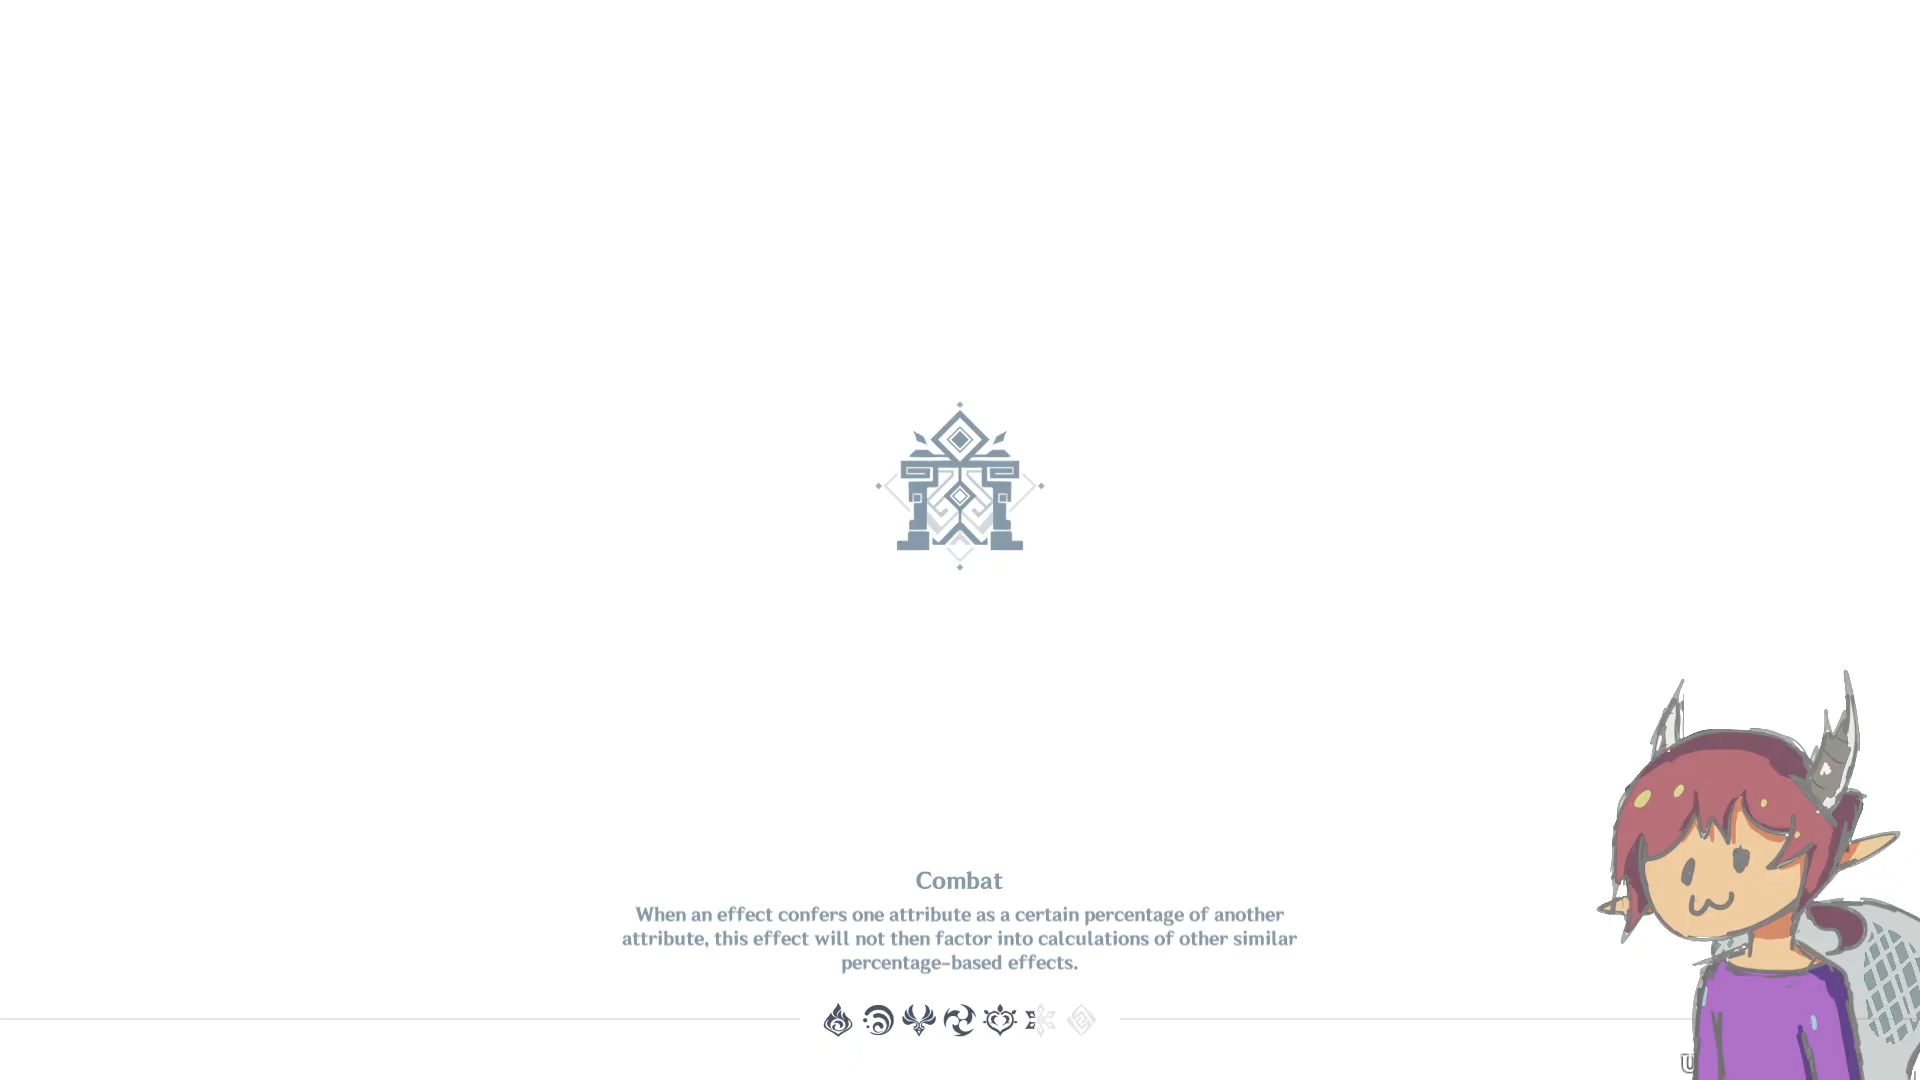 Combat
When an effect confers one attribute as a certain percentage of another
attribute, this effect will not then factor into calculations of other similar
percentage-based effects.